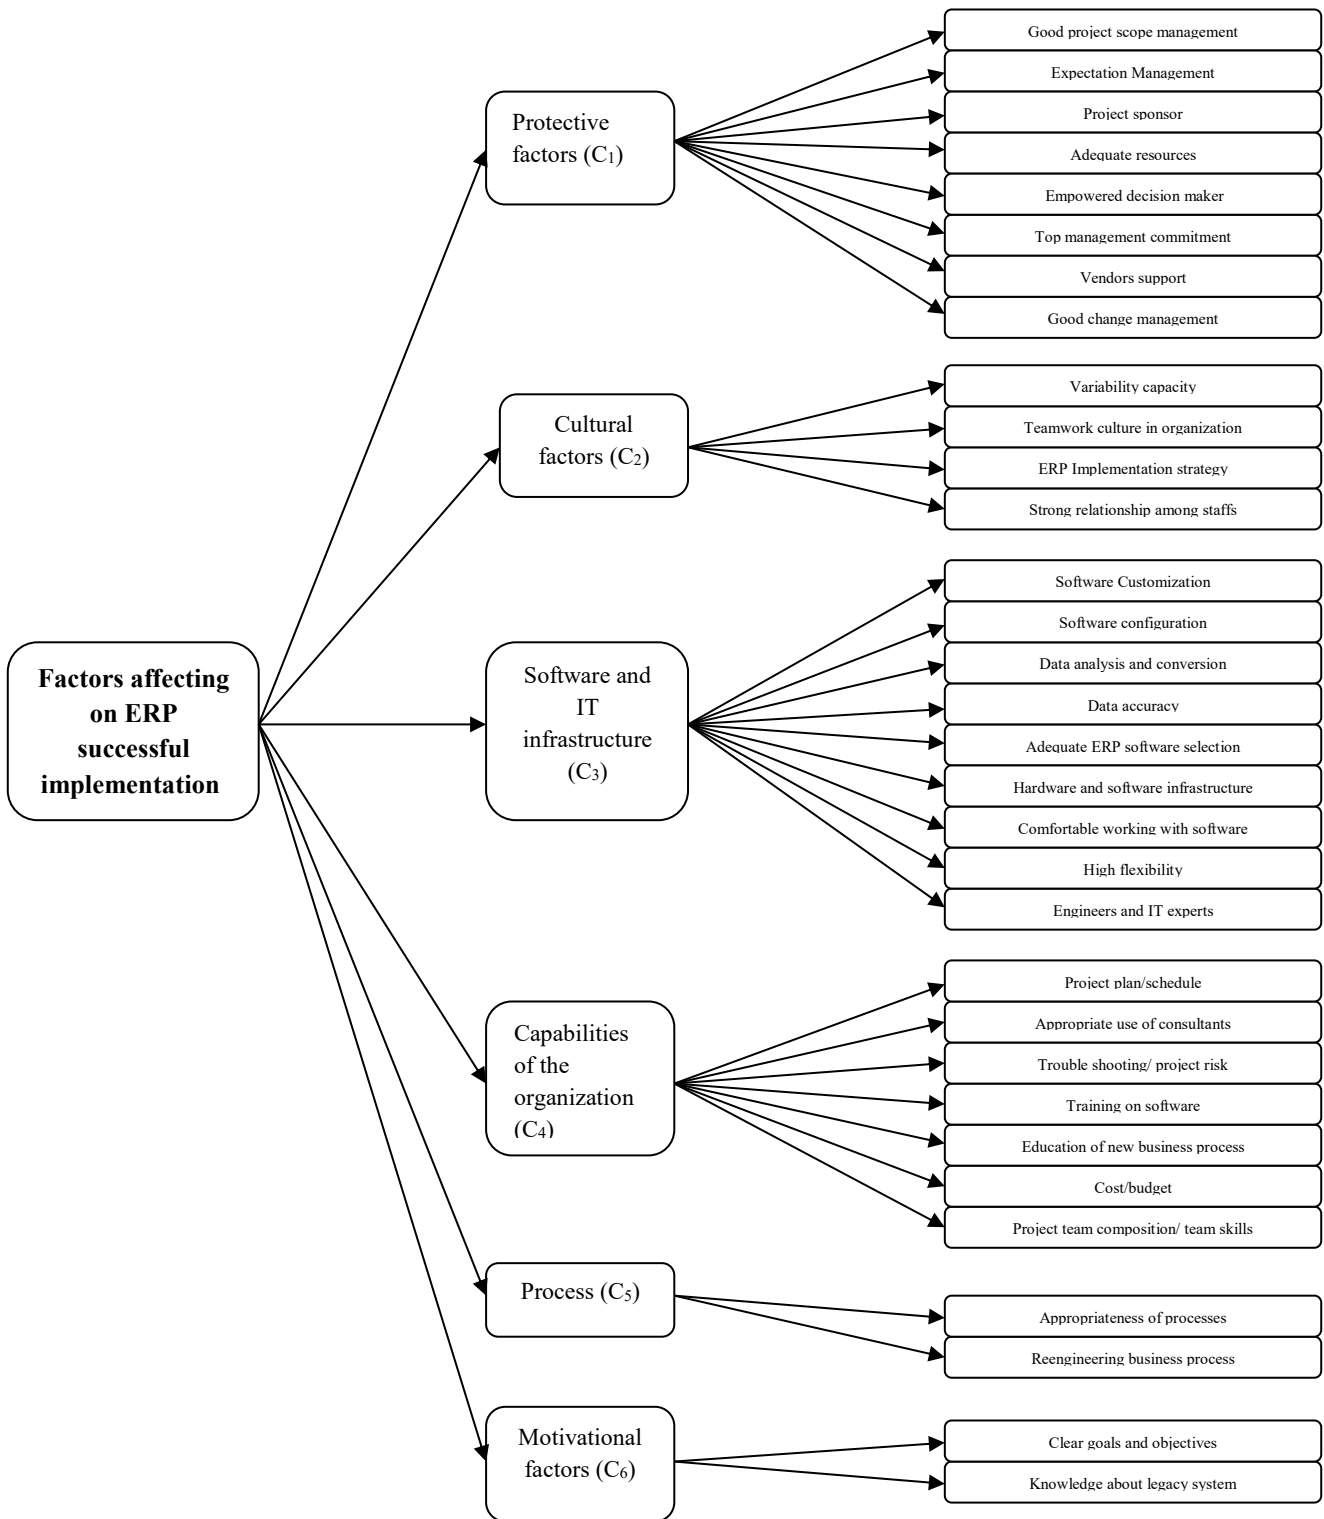 Factors affecting
on ERP
successful
implementation
Protective
factors (C₁)
Good project scope management
Expectation Management
Project sponsor
Adequate resources
Empowered decision maker
Top management commitment
Vendors support
Good change management
Cultural
factors (C₂)
Variability capacity
Teamwork culture in organization
ERP Implementation strategy
Strong relationship among staffs
Software and
IT
infrastructure
(C₃)
Software Customization
Software configuration
Data analysis and conversion
Data accuracy
Adequate ERP software selection
Hardware and software infrastructure
Comfortable working with software
High flexibility
Engineers and IT experts
Capabilities
of the
organization
(C₄)
Project plan/schedule
Appropriate use of consultants
Trouble shooting/ project risk
Training on software
Education of new business process
Cost/budget
Project team composition/ team skills
Process (C₅)
Appropriateness of processes
Reengineering business process
Motivational
factors (C₆)
Clear goals and objectives
Knowledge about legacy system